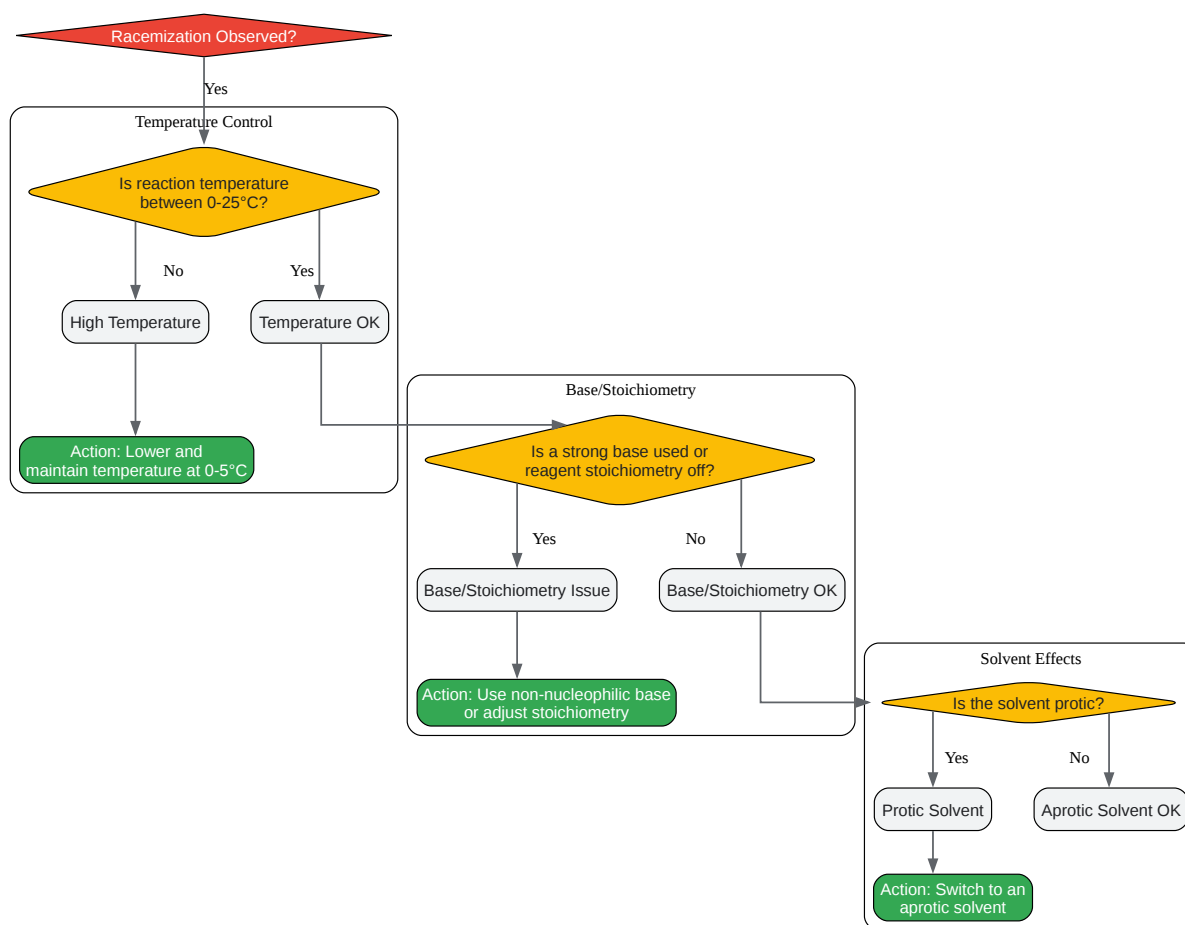 Racemization Observed?
Yes
Temperature Control
Is reaction temperature
between 0-25°C?
No
Yes
High Temperature
Temperature OK
Action: Lower and
maintain temperature at 0-5°C
Base/Stoichiometry
Is a strong base used or
reagent stoichiometry off?
Yes
No
Base/Stoichiometry Issue
Base/Stoichiometry OK
Action: Use non-nucleophilic base
or adjust stoichiometry
Solvent Effects
Is the solvent protic?
Yes
No
Protic Solvent
Aprotic Solvent OK
Action: Switch to an
aprotic solvent